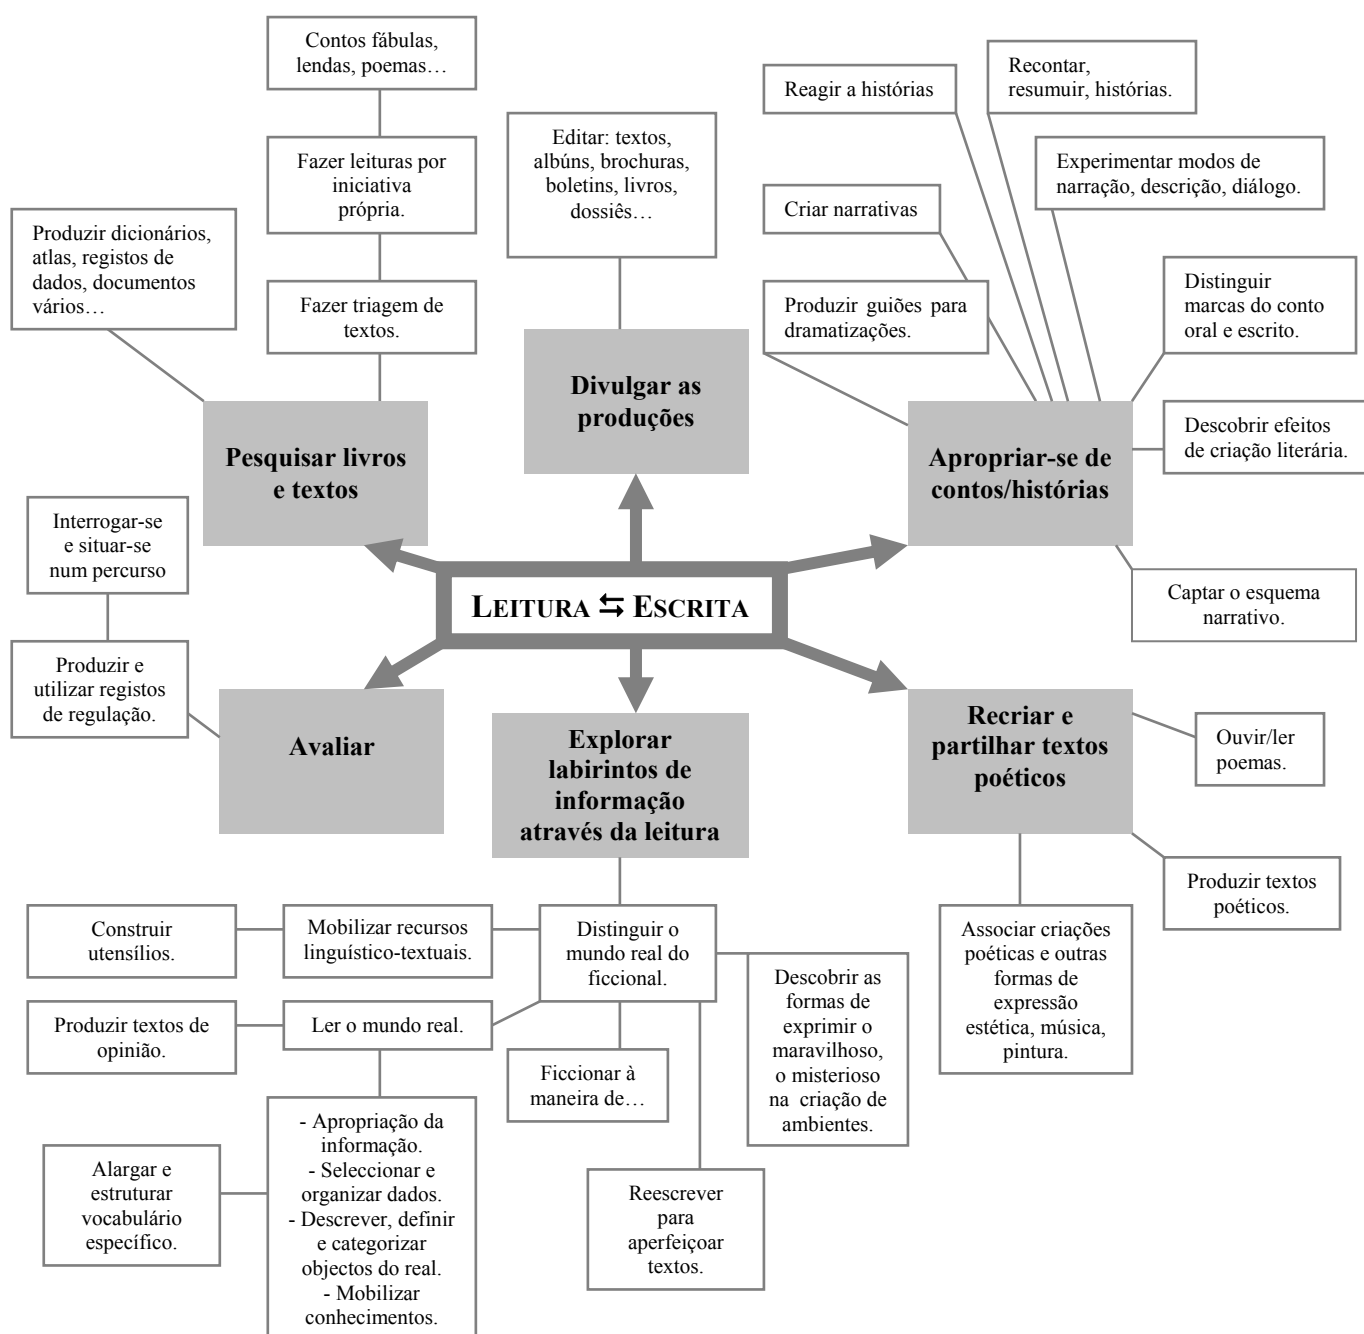 Contos fábulas,
lendas, poemas…
Fazer leituras por
iniciativa
própria.
Fazer triagem de
textos.
Produzir dicionários,
atlas, registos de
dados, documentos
vários…
Pesquisar livros
e textos
Editar: textos,
albúns, brochuras,
boletins, livros,
dossiês…
Divulgar as
produções
Reagir a histórias
Recontar,
resumuir, histórias.
Experimentar modos de
narração, descrição, diálogo.
Criar narrativas
Produzir guiões para
dramatizações.
Distinguir
marcas do conto
oral e escrito.
Descobrir efeitos
de criação literária.
Apropriar-se de
contos/histórias
Captar o esquema
narrativo.
Interrogar-se
e situar-se
num percurso
Produzir e
utilizar registos
de regulação.
LEITURA ⇆ ESCRITA
Avaliar
Explorar
labirintos de
informação
através da leitura
Recriar e
partilhar textos
poéticos
Ouvir/ler
poemas.
Produzir textos
poéticos.
Associar criações
poéticas e outras
formas de
expressão
estética, música,
pintura.
Construir
utensílios.
Mobilizar recursos
linguístico-textuais.
Distinguir o
mundo real do
ficcional.
Descobrir as
formas de
exprimir o
maravilhoso,
o misterioso
na criação de
ambientes.
Produzir textos de
opinião.
Ler o mundo real.
Ficcionar à
maneira de…
Alargar e
estruturar
vocabulário
específico.
- Apropriação da
informação.
- Seleccionar e
organizar dados.
- Descrever, definir
e categorizar
objectos do real.
- Mobilizar
conhecimentos.
Reescrever
para
aperfeiçoar
textos.